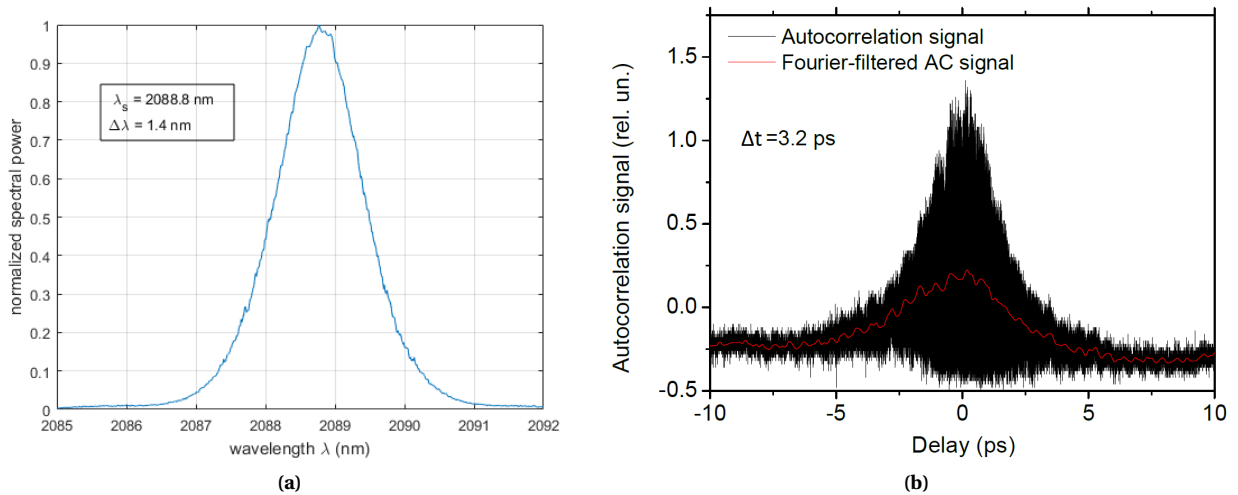 1
0.9
0.8
0.7
0.6
0.5
0.4
0.3
0.2
0.1
0
normalized spectral power
λs = 2088.8 nm
Δλ = 1.4 nm
2085 2086 2087 2088 2089 2090 2091 2092
wavelength λ (nm)
(a)
1.5
1.0
0.5
0.0
-0.5
Autocorrelation signal (rel. un.)
Autocorrelation signal
Fourier-filtered AC signal
Δt =3.2 ps
-10 -5 0 5 10
Delay (ps)
(b)